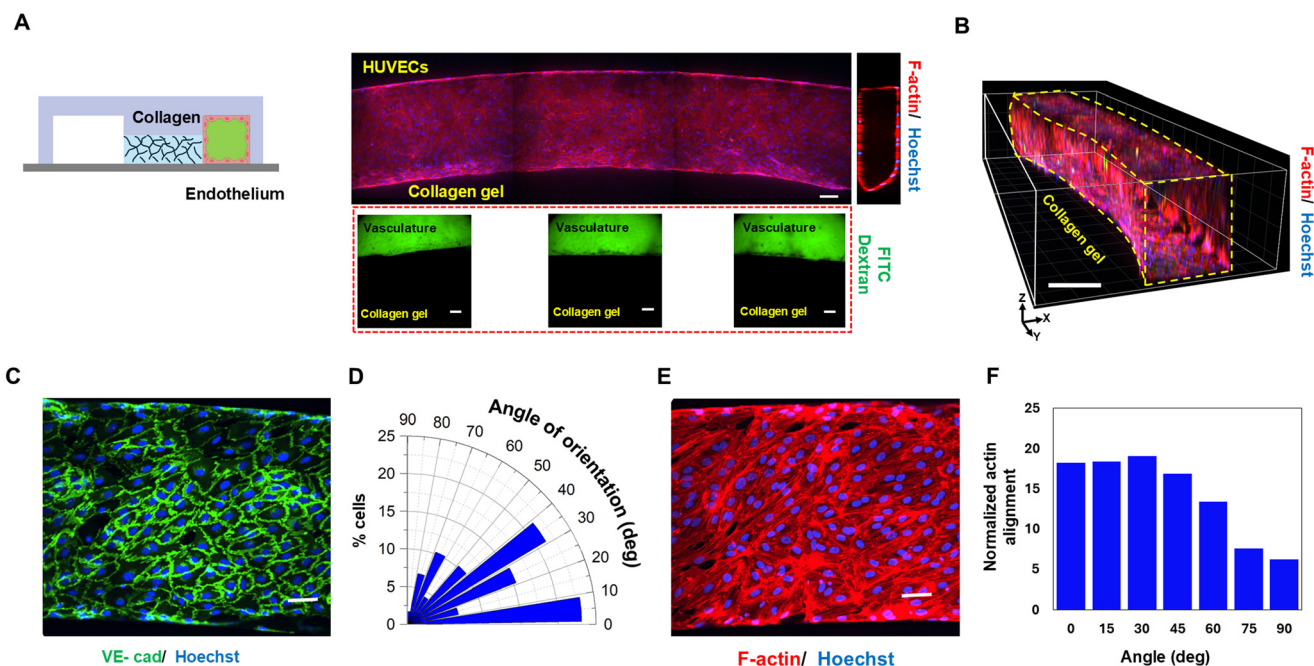 A
Collagen
Endothelium
HUVECs
Collagen gel
F-actin/ Hoechst
Vasculature
Collagen gel
Vasculature
Collagen gel
Vasculature
Collagen gel
FITC
Dextran
B
Collagen gel
F-actin/ Hoechst
Z
X
Y
C
VE- cad/ Hoechst
D
Angle of orientation (deg)
% cells
25
20
15
10
5
0
90
80
70
60
50
40
30
20
10
0
E
F-actin/ Hoechst
F
Normalized actin
alignment
25
20
15
10
5
0
0 15 30 45 60 75 90
Angle (deg)